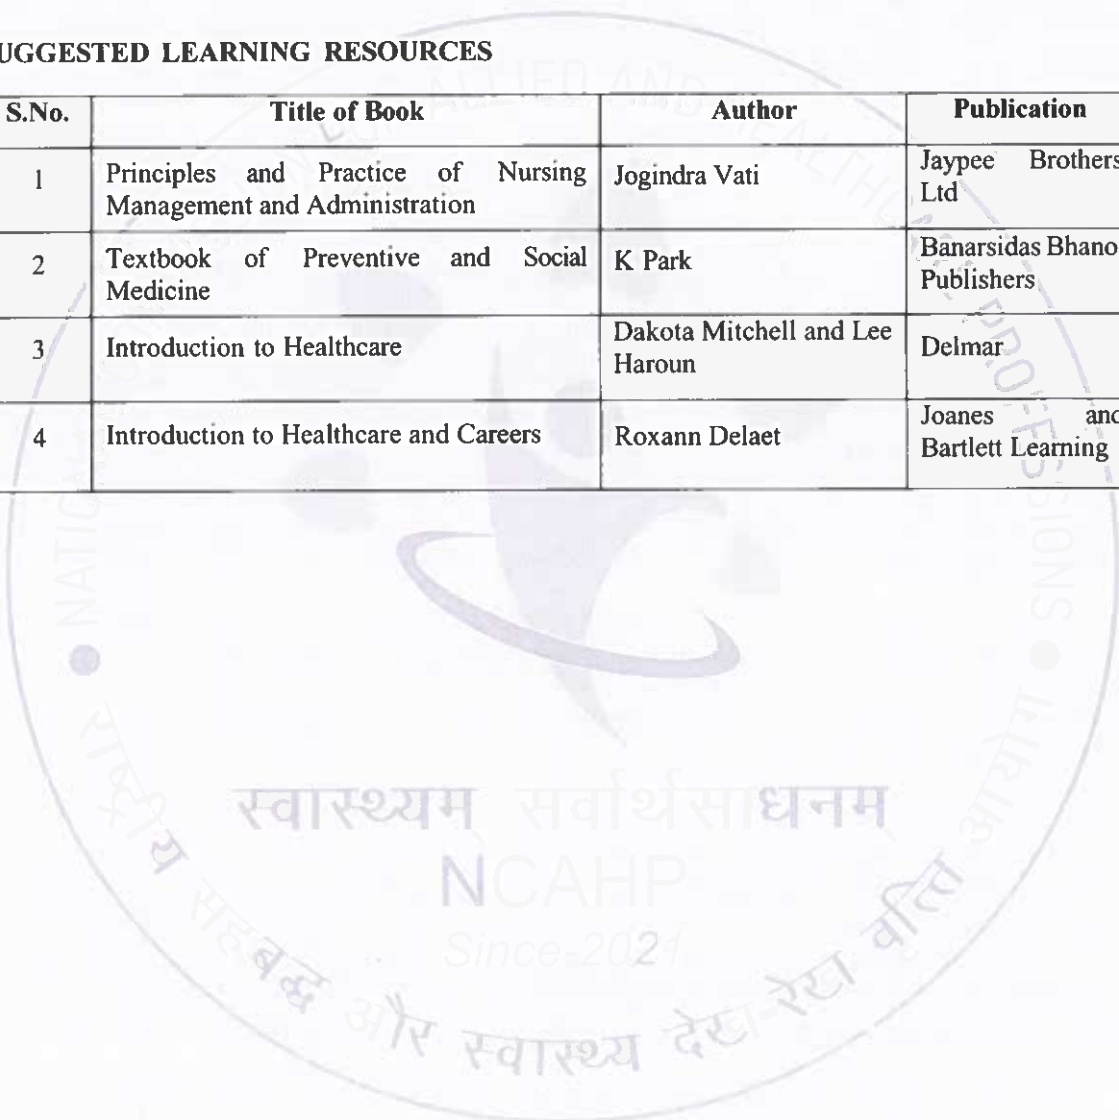 UGGESTED LEARNING RESOURCES
S.No. Title of Book Author Publication
1 Principles and Practice of Nursing Management and Administration Jogindra Vati Jaypee Brothers Ltd
2 Textbook of Preventive and Social Medicine K Park Banarsidas Bhano Publishers
3 Introduction to Healthcare Dakota Mitchell and Lee Haroun Delmar
4 Introduction to Healthcare and Careers Roxann Delaet Joanes and Bartlett Learning
स्वास्थ्यम सर्वार्थसाधनम
NCAHP
Since-2021
राष्ट्रीय सहबद्ध और स्वास्थ्य देख-रेख वृत्ति आयोग